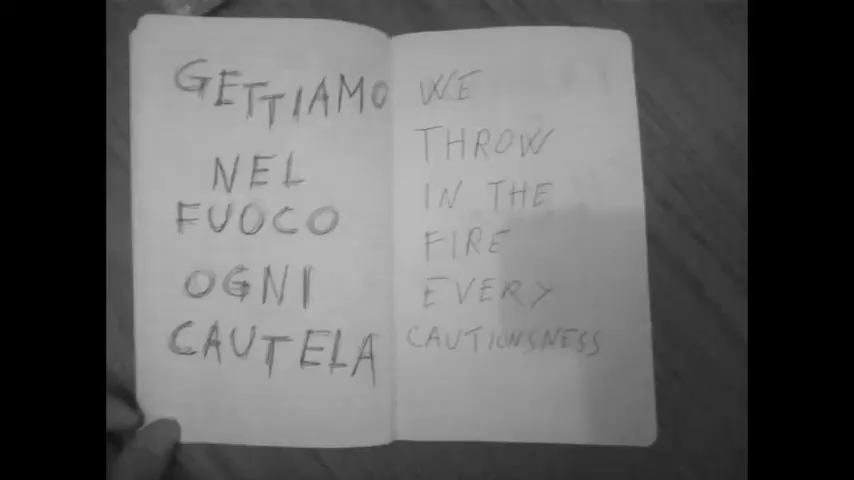 GETTIAMO
NEL
FUOCO
OGNI
CAUTELA
WE
THROW
IN THE
FIRE
EVERY
CAUTIONSNESS